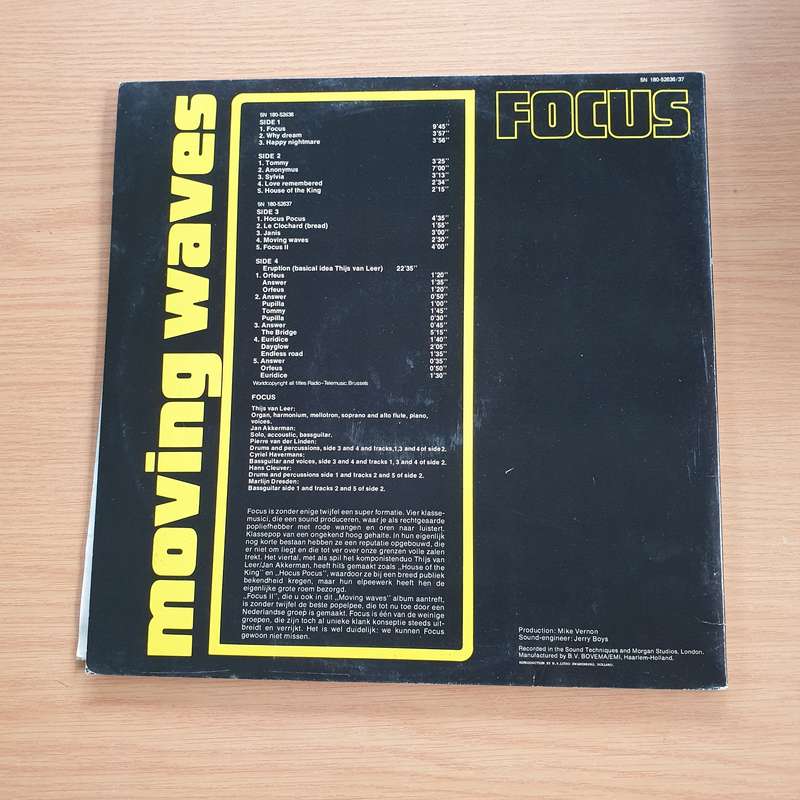 SN 180-52636/37
FOCUS
moving waves
SN 180-52636
SIDE 1
1. Focus 9'45"
2. Why dream 3'57"
3. Happy nightmare 3'56"
SIDE 2
1. Tommy 3'25"
2. Anonymus 7'00"
3. Sylvia 3'13"
4. Love remembered 2'34"
5. House of the King 2'15"
SN 180-52637
SIDE 3
1. Hocus Pocus 4'35"
2. Le Clochard (bread) 1'55"
3. Janis 3'00"
4. Moving waves 2'30"
5. Focus II 4'00"
SIDE 4
Eruption (basical idea Thijs van Leer) 22'35"
1. Orfeus 1'20"
Answer 1'35"
Orfeus 1'20"
2. Answer 0'50"
Pupilla 1'00"
Tommy 1'45"
Pupilla 0'30"
3. Answer 0'45"
The Bridge 5'15"
4. Euridice 1'40"
Dayglow 2'05"
Endless road 1'35"
5. Answer 0'35"
Orfeus 0'50"
Euridice 1'30"
Worldcopyright all titles Radio-Telemusic, Brussels
FOCUS
Thijs van Leer:
Organ, harmonium, mellotron, soprano and alto flute, piano,
voices.
Jan Akkerman:
Solo, accoustic, bassguitar.
Pierre van der Linden:
Drums and percussions, side 3 and 4 and tracks,1,3 and 4 of side 2.
Cyriel Havermans:
Bassguitar and voices, side 3 and 4 and tracks 1, 3 and 4 of side 2.
Hans Cleuver:
Drums and percussions side 1 and tracks 2 and 5 of side 2.
Martijn Dresden:
Bassguitar side 1 and tracks 2 and 5 of side 2.
Focus is zonder enige twijfel een super formatie. Vier klasse-
musici, die een sound produceren, waar je als rechtgeaarde
popliefhebber met rode wangen en oren naar luistert.
Klassepop van een ongekend hoog gehalte. In hun eigenlijk
nog korte bestaan hebben ze een reputatie opgebouwd, die
er niet om liegt en die tot ver over onze grenzen volle zalen
trekt. Het viertal, met als spil het komponistenduo Thijs van
Leer/Jan Akkerman, heeft hits gemaakt zoals „House of the
King" en „Hocus Pocus", waardoor ze bij een breed publiek
bekendheid kregen, maar hun elpeewerk heeft hen de
eigenlijke grote roem bezorgd.
„Focus II", die u ook in dit „Moving waves" album aantreft,
is zonder twijfel de beste popelpee, die tot nu toe door een
Nederlandse groep is gemaakt. Focus is één van de weinige
groepen, die zijn toch al unieke klank konseptie steeds uit-
breidt en verrijkt. Het is wel duidelijk: we kunnen Focus
gewoon niet missen.
Production: Mike Vernon
Sound-engineer: Jerry Boys
Recorded in the Sound Techniques and Morgan Studios, London.
Manufactured by B.V. BOVEMA/EMI, Haarlem-Holland.
REPRODUCTION BY N.V.LITHO ZWANENBURG, HOLLAND.